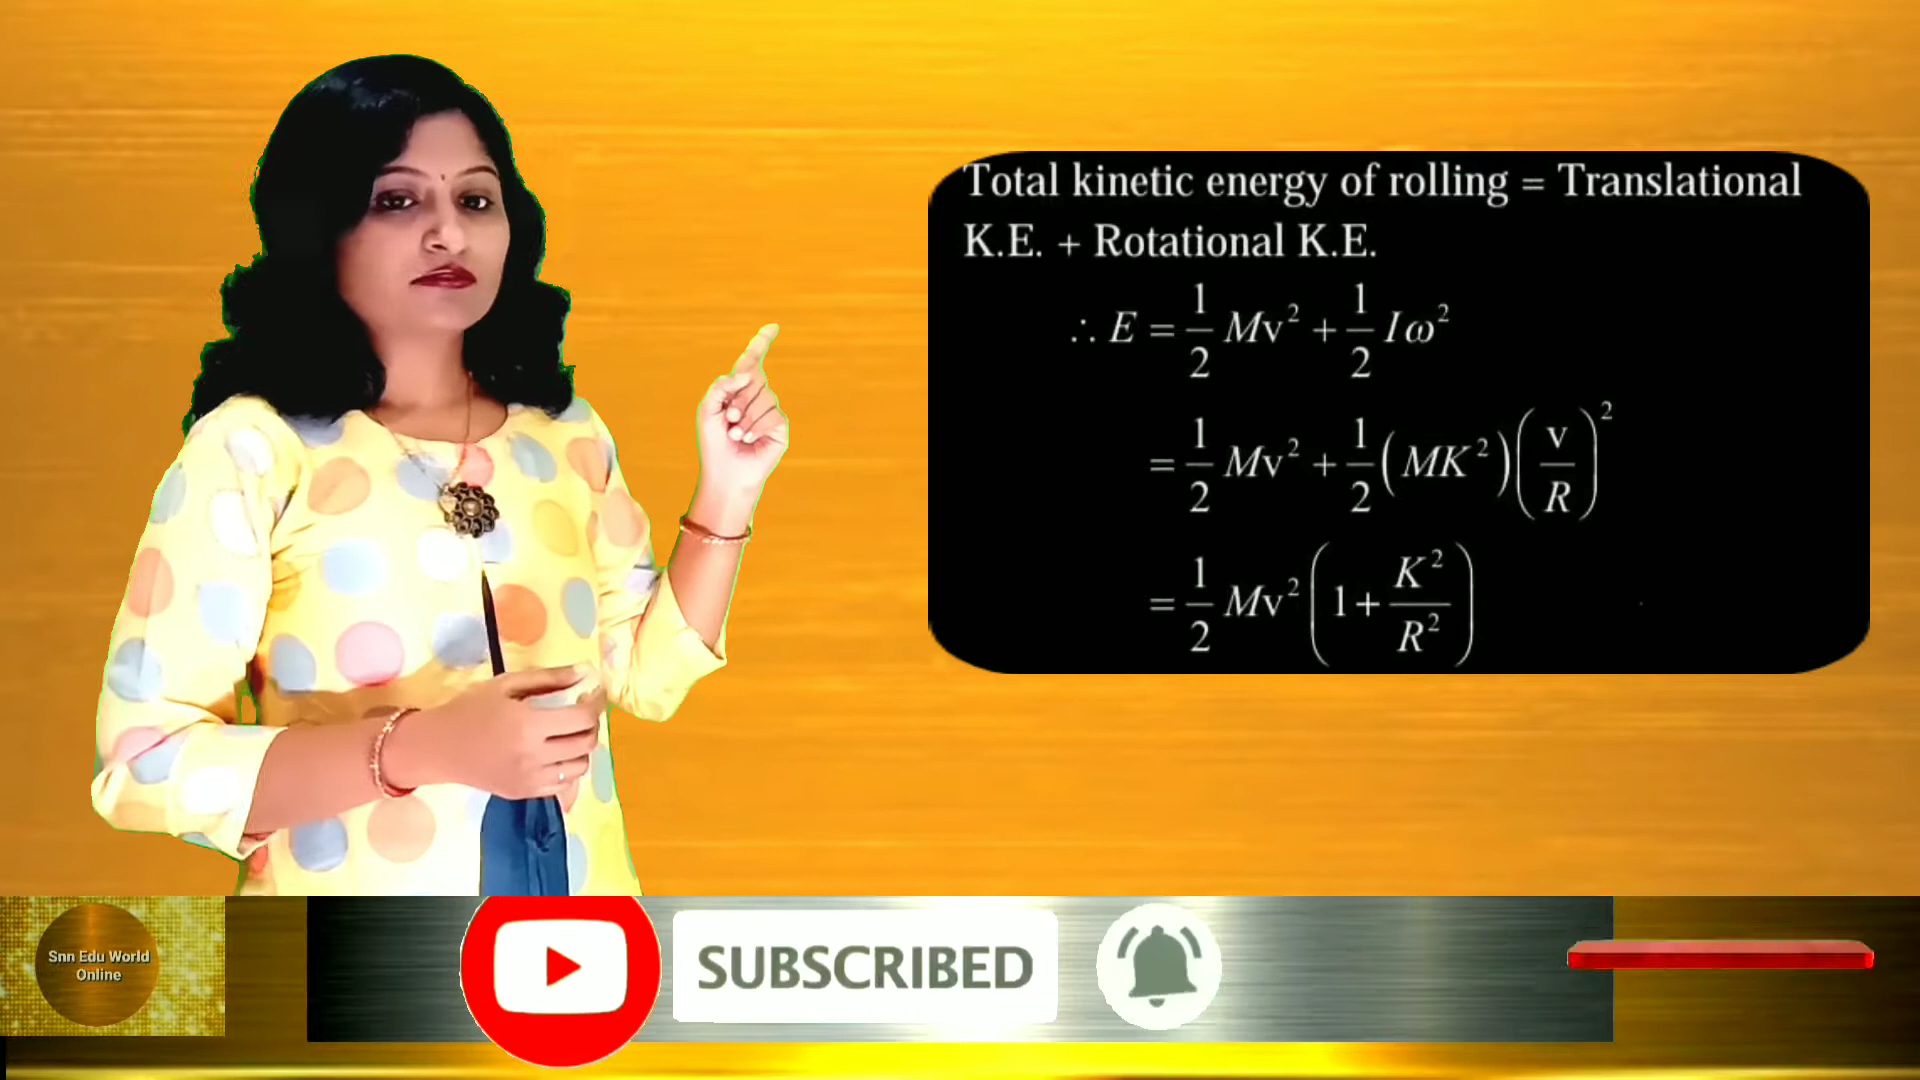 Total kinetic energy of rolling = Translational
K.E. + Rotational K.E.
∴ E = 1/2 Mv² + 1/2 Iω²
= 1/2 Mv² + 1/2 (MK²)(v/R)²
= 1/2 Mv² (1 + K²/R²)
Snn Edu World
Online
SUBSCRIBED